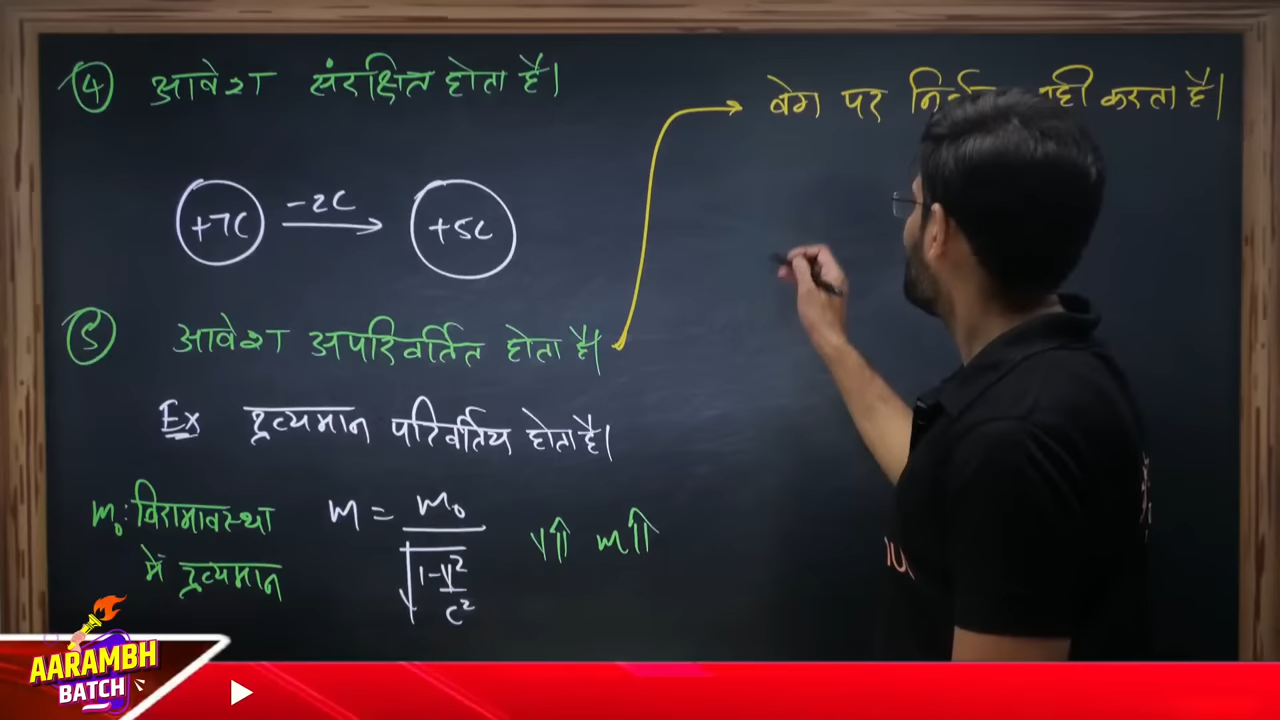 ④ आवेश संरक्षित होता है।
+7C -2C +5C
⑤ आवेश अपरिवर्तित होता है।
वेग पर नहीं करता है।
Ex द्रव्यमान परिवर्तिय होता है।
m₀: विरामावस्था
में द्रव्यमान
m = m₀ / √(1-v²/c²) v⇑ m⇑
AARAMBH
BATCH